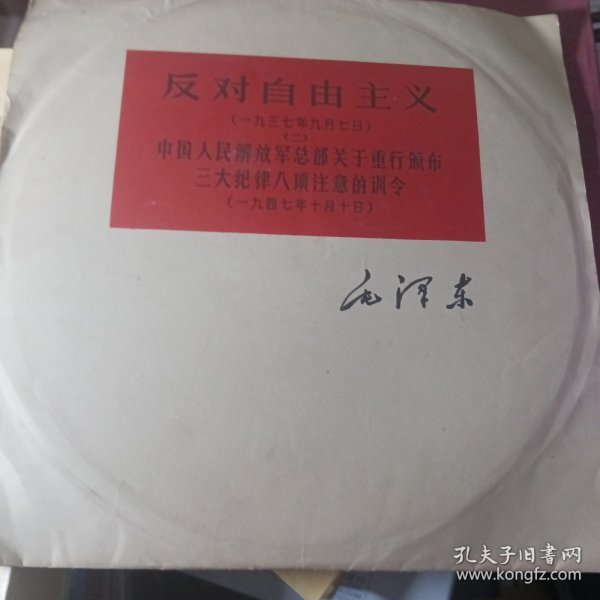 反对自由主义
（一九三七年九月七日）
（二）
中国人民解放军总部关于重行颁布
三大纪律八项注意的训令
（一九四七年十月十日）
毛泽东
孔夫子旧书网
www.kongfz.com